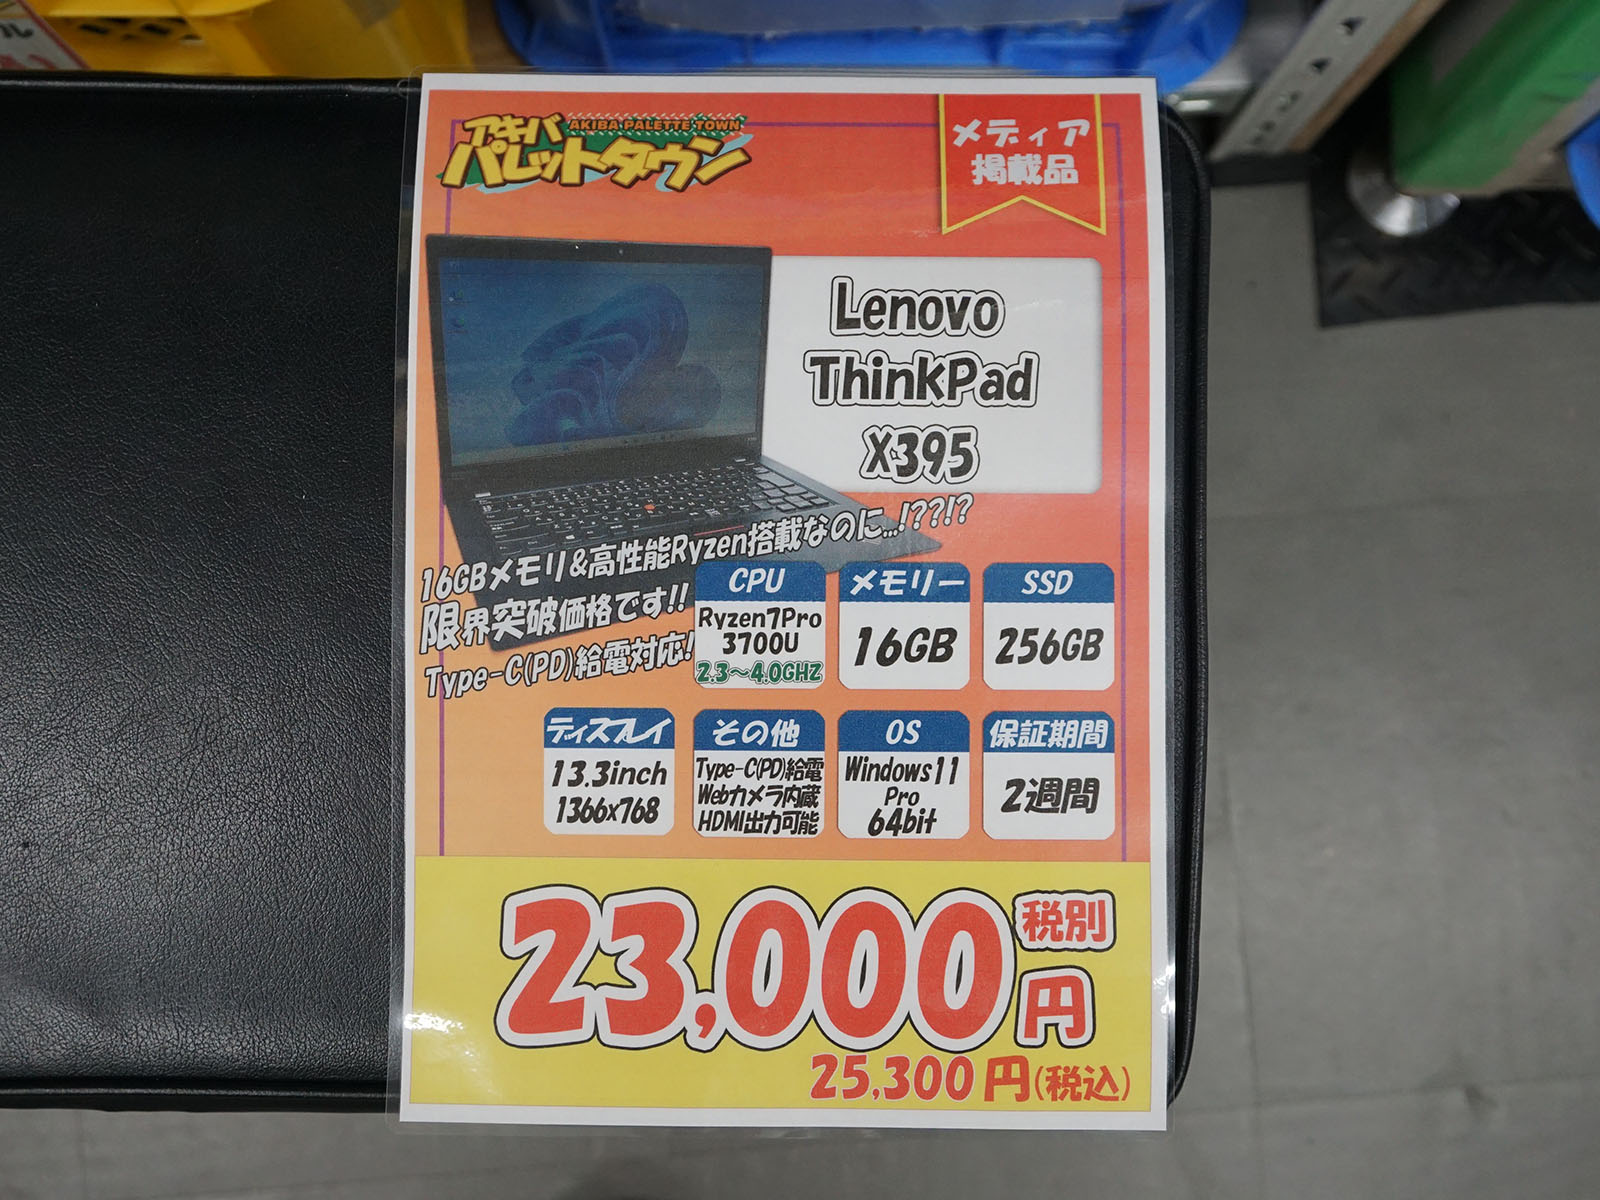 アキバ AKIBA PALETTE TOWN
パレットタウン
メディア
掲載品
Lenovo
ThinkPad
X395
16GBメモリ&高性能Ryzen搭載なのに...!??!?
限界突破価格です!!
Type-C(PD)給電対応!
CPU
Ryzen7Pro
3700U
2.3～4.0GHZ
メモリー
16GB
SSD
256GB
ディスプレイ
13.3inch
1366x768
その他
Type-C(PD)給電
Webカメラ内蔵
HDMI出力可能
OS
Windows11
Pro
64bit
保証期間
2週間
23,000 税別
円
25,300 円(税込)